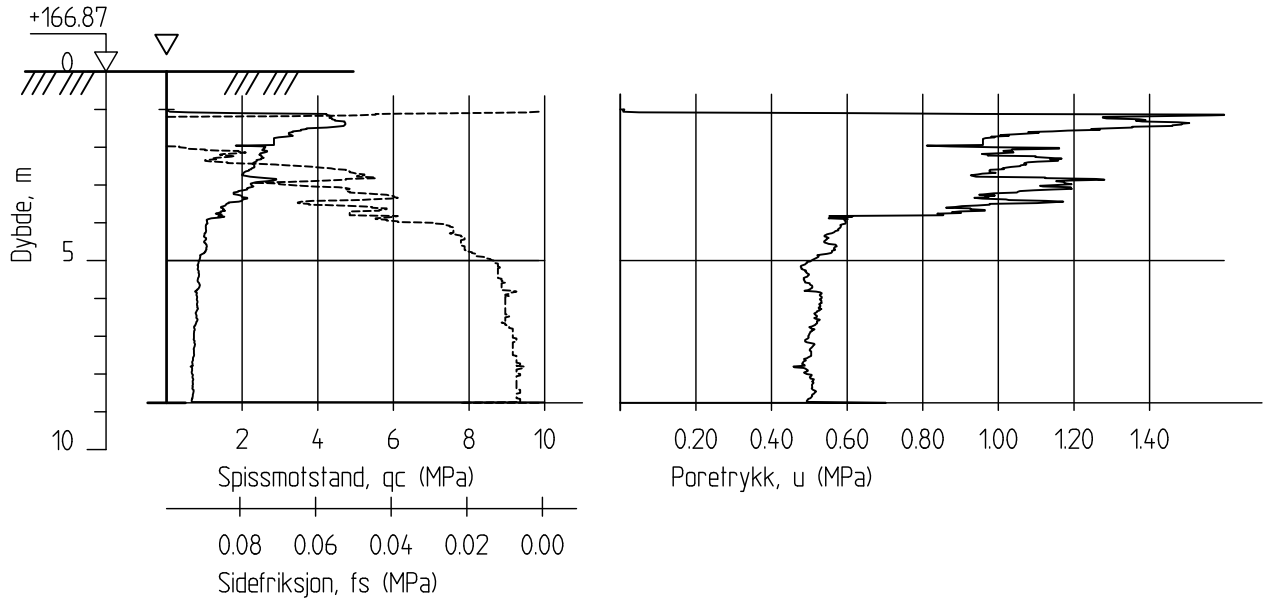 +166.87
0
5
10
Dybde, m
2 4 6 8 10
Spissmotstand, qc (MPa)
0.08 0.06 0.04 0.02 0.00
Sidefriksjon, fs (MPa)
0.20 0.40 0.60 0.80 1.00 1.20 1.40
Poretrykk, u (MPa)